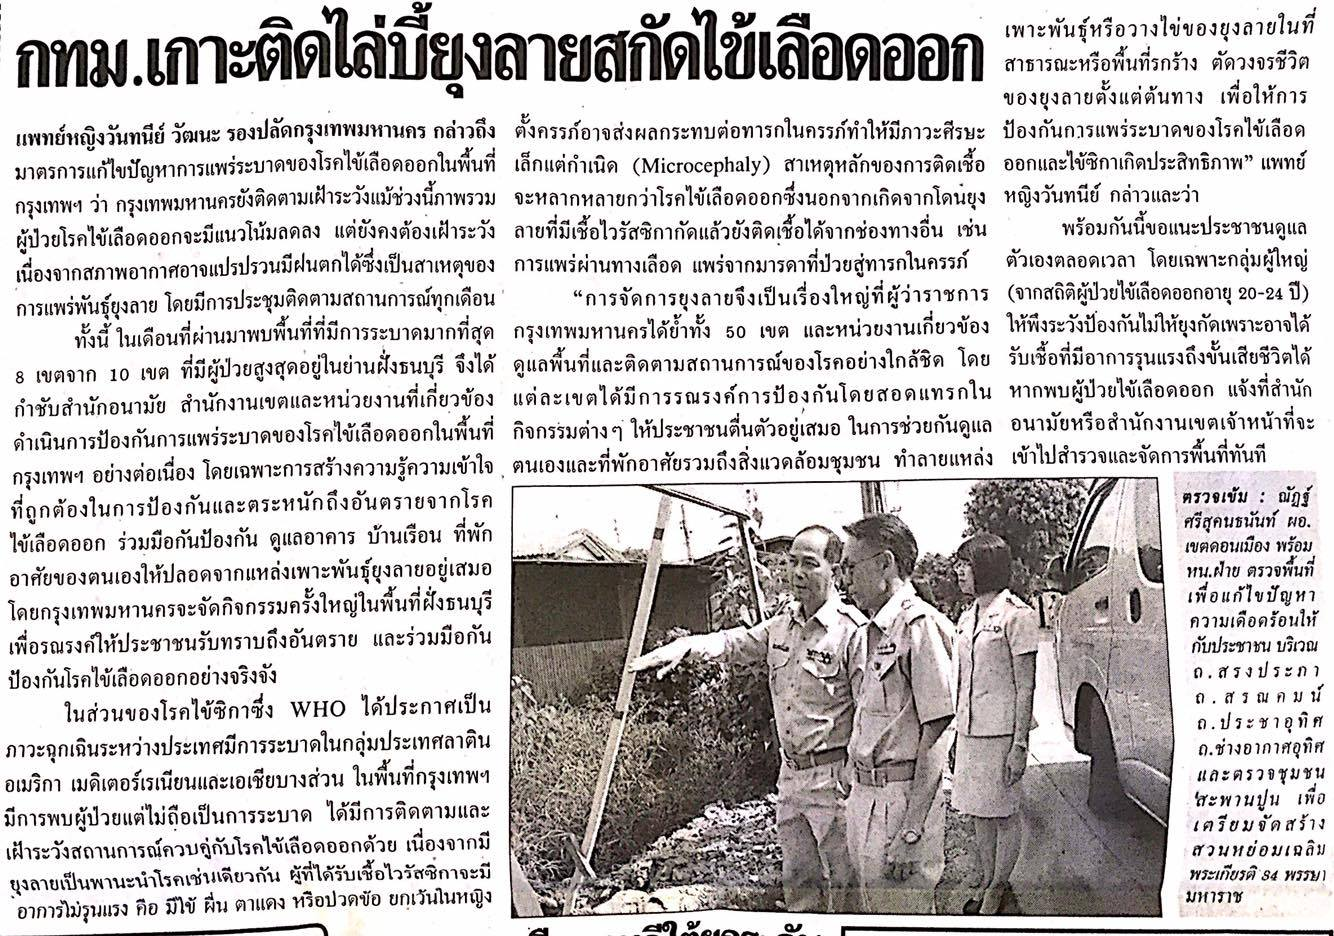 กทม.เกาะติดไล่บี้ยุงลายสกัดไข้เลือดออก
แพทย์หญิงวันทนีย์ วัฒนะ รองปลัดกรุงเทพมหานคร กล่าวถึง
มาตรการแก้ไขปัญหาการแพร่ระบาดของโรคไข้เลือดออกในพื้นที่
กรุงเทพฯ ว่า กรุงเทพมหานครยังติดตามเฝ้าระวังแม้ช่วงนี้ภาพรวม
ผู้ป่วยโรคไข้เลือดออกจะมีแนวโน้มลดลง แต่ยังคงต้องเฝ้าระวัง
เนื่องจากสภาพอากาศอาจแปรปรวนมีฝนตกได้ซึ่งเป็นสาเหตุของ
การแพร่พันธุ์ยุงลาย โดยมีการประชุมติดตามสถานการณ์ทุกเดือน
ทั้งนี้ ในเดือนที่ผ่านมาพบพื้นที่ที่มีการระบาดมากที่สุด
8 เขตจาก 10 เขต ที่มีผู้ป่วยสูงสุดอยู่ในย่านฝั่งธนบุรี จึงได้
กำชับสำนักอนามัย สำนักงานเขตและหน่วยงานที่เกี่ยวข้อง
ดำเนินการป้องกันการแพร่ระบาดของโรคไข้เลือดออกในพื้นที่
กรุงเทพฯ อย่างต่อเนื่อง โดยเฉพาะการสร้างความรู้ความเข้าใจ
ที่ถูกต้องในการป้องกันและตระหนักถึงอันตรายจากโรค
ไข้เลือดออก ร่วมมือกันป้องกัน ดูแลอาคาร บ้านเรือน ที่พัก
อาศัยของตนเองให้ปลอดจากแหล่งเพาะพันธุ์ยุงลายอยู่เสมอ
โดยกรุงเทพมหานครจะจัดกิจกรรมครั้งใหญ่ในพื้นที่ฝั่งธนบุรี
เพื่อรณรงค์ให้ประชาชนรับทราบถึงอันตราย และร่วมมือกัน
ป้องกันโรคไข้เลือดออกอย่างจริงจัง
ในส่วนของโรคไข้ซิกาซึ่ง WHO ได้ประกาศเป็น
ภาวะฉุกเฉินระหว่างประเทศมีการระบาดในกลุ่มประเทศลาติน
อเมริกา เมดิเตอร์เรเนียนและเอเชียบางส่วน ในพื้นที่กรุงเทพฯ
มีการพบผู้ป่วยแต่ไม่ถือเป็นการระบาด ได้มีการติดตามและ
เฝ้าระวังสถานการณ์ควบคู่กับโรคไข้เลือดออกด้วย เนื่องจากมี
ยุงลายเป็นพาหะนำโรคเช่นเดียวกัน ผู้ที่ได้รับเชื้อไวรัสซิกาจะมี
อาการไม่รุนแรง คือ มีไข้ ผื่น ตาแดง หรือปวดข้อ ยกเว้นในหญิง
ตั้งครรภ์อาจส่งผลกระทบต่อทารกในครรภ์ทำให้มีภาวะศีรษะ
เล็กแต่กำเนิด (Microcephaly) สาเหตุหลักของการติดเชื้อ
จะหลากหลายกว่าโรคไข้เลือดออกซึ่งนอกจากเกิดจากโดนยุง
ลายที่มีเชื้อไวรัสซิกากัดแล้วยังติดเชื้อได้จากช่องทางอื่น เช่น
การแพร่ผ่านทางเลือด แพร่จากมารดาที่ป่วยสู่ทารกในครรภ์
“การจัดการยุงลายจึงเป็นเรื่องใหญ่ที่ผู้ว่าราชการ
กรุงเทพมหานครได้ย้ำทั้ง 50 เขต และหน่วยงานเกี่ยวข้อง
ดูแลพื้นที่และติดตามสถานการณ์ของโรคอย่างใกล้ชิด โดย
แต่ละเขตได้มีการรณรงค์การป้องกันโดยสอดแทรกใน
กิจกรรมต่างๆ ให้ประชาชนตื่นตัวอยู่เสมอ ในการช่วยกันดูแล
ตนเองและที่พักอาศัยรวมถึงสิ่งแวดล้อมชุมชน ทำลายแหล่ง
เพาะพันธุ์หรือวางไข่ของยุงลายในที่
สาธารณะหรือพื้นที่รกร้าง ตัดวงจรชีวิต
ของยุงลายตั้งแต่ต้นทาง เพื่อให้การ
ป้องกันการแพร่ระบาดของโรคไข้เลือด
ออกและไข้ซิกาเกิดประสิทธิภาพ” แพทย์
หญิงวันทนีย์ กล่าวและว่า
พร้อมกันนี้ขอแนะประชาชนดูแล
ตัวเองตลอดเวลา โดยเฉพาะกลุ่มผู้ใหญ่
(จากสถิติผู้ป่วยไข้เลือดออกอายุ 20-24 ปี)
ให้พึงระวังป้องกันไม่ให้ยุงกัดเพราะอาจได้
รับเชื้อที่มีอาการรุนแรงถึงขั้นเสียชีวิตได้
หากพบผู้ป่วยไข้เลือดออก แจ้งที่สำนัก
อนามัยหรือสำนักงานเขตเจ้าหน้าที่จะ
เข้าไปสำรวจและจัดการพื้นที่ทันที
ตรวจเข้ม : ณัฏฐ์
ศรีสุคนธนันท์ ผอ.
เขตดอนเมือง พร้อม
หน.ฝ่าย ตรวจพื้นที่
เพื่อแก้ไขปัญหา
ความเดือดร้อนให้
กับประชาชน บริเวณ
ถ.สรงประภา
ถ.สรณคมน์
ถ.ประชาอุทิศ
ถ.ช่างอากาศอุทิศ
และตรวจชุมชน
สะพานปูน เพื่อ
เตรียมจัดสร้าง
สวนหย่อมเฉลิม
พระเกียรติ 84 พรรษา
มหาราช